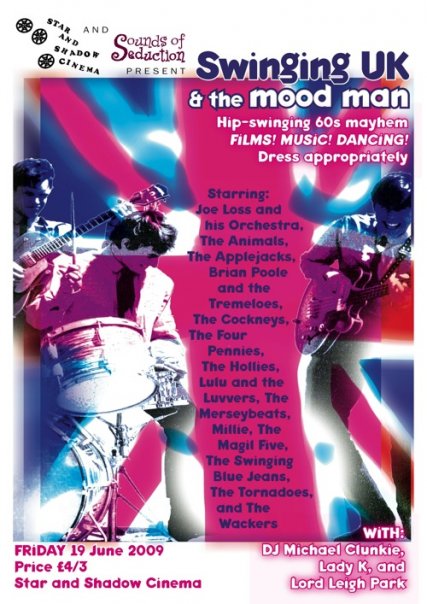 STAR
AND
SHADOW
CINEMA
AND
Sounds of
Seduction
PRESENT
Swinging UK
& the mood man
Hip-swinging 60s mayhem
FiLMS! MUSiC! DANCiNG!
Dress appropriately
Starring:
Joe Loss and
his Orchestra,
The Animals,
The Applejacks,
Brian Poole
and the
Tremeloes,
The Cockneys,
The Four
Pennies,
The Hollies,
Lulu and the
Luvvers, The
Merseybeats,
Millie, The
Magil Five,
The Swinging
Blue Jeans,
The Tornadoes,
and The
Wackers
WiTH:
DJ Michael Clunkie,
Lady K, and
Lord Leigh Park
FRiDAY 19 June 2009
Price £4/3
Star and Shadow Cinema